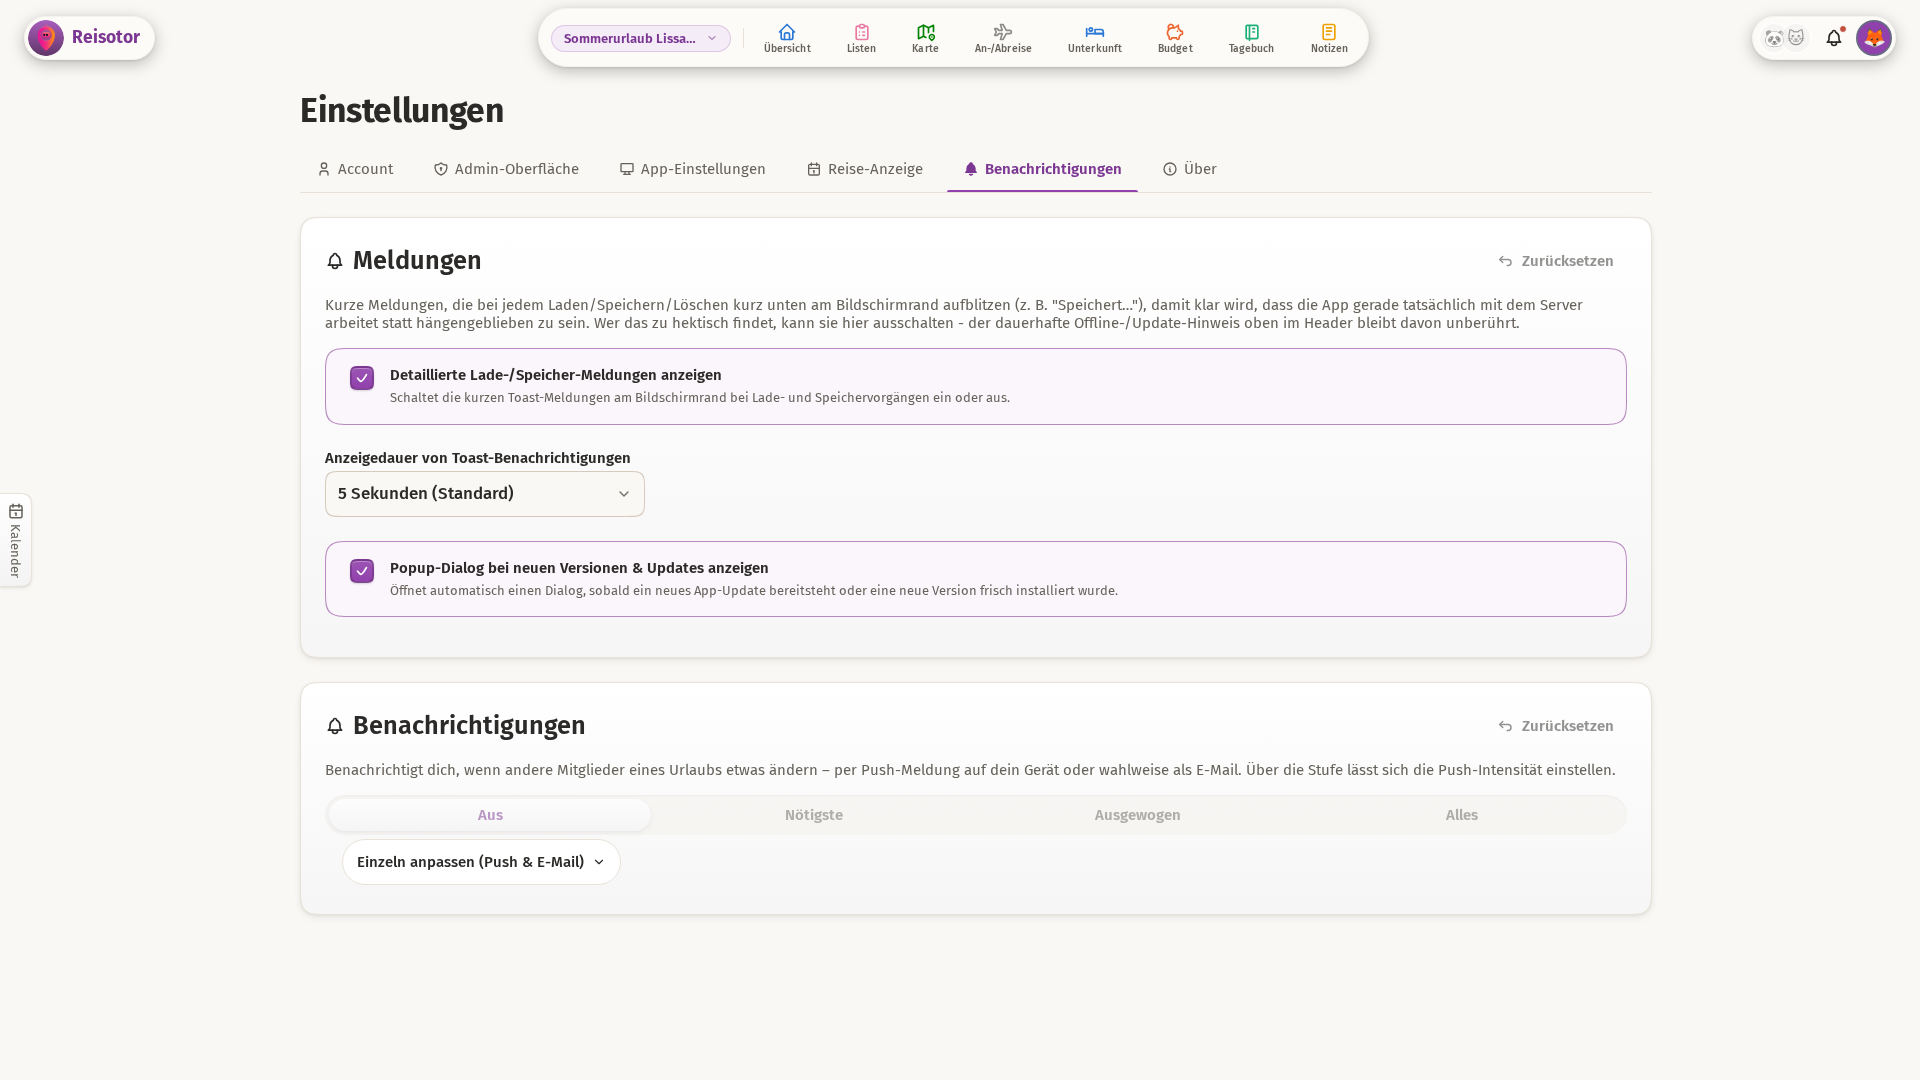 Reisotor
Sommerurlaub Lissa...
Übersicht
Listen
Karte
An-/Abreise
Unterkunft
Budget
Tagebuch
Notizen
Einstellungen
Account
Admin-Oberfläche
App-Einstellungen
Reise-Anzeige
Benachrichtigungen
Über
Meldungen
Zurücksetzen
Kurze Meldungen, die bei jedem Laden/Speichern/Löschen kurz unten am Bildschirmrand aufblitzen (z. B. "Speichert..."), damit klar wird, dass die App gerade tatsächlich mit dem Server
arbeitet statt hängengeblieben zu sein. Wer das zu hektisch findet, kann sie hier ausschalten - der dauerhafte Offline-/Update-Hinweis oben im Header bleibt davon unberührt.
Detaillierte Lade-/Speicher-Meldungen anzeigen
Schaltet die kurzen Toast-Meldungen am Bildschirmrand bei Lade- und Speichervorgängen ein oder aus.
Anzeigedauer von Toast-Benachrichtigungen
5 Sekunden (Standard)
Kalender
Popup-Dialog bei neuen Versionen & Updates anzeigen
Öffnet automatisch einen Dialog, sobald ein neues App-Update bereitsteht oder eine neue Version frisch installiert wurde.
Benachrichtigungen
Zurücksetzen
Benachrichtigt dich, wenn andere Mitglieder eines Urlaubs etwas ändern – per Push-Meldung auf dein Gerät oder wahlweise als E-Mail. Über die Stufe lässt sich die Push-Intensität einstellen.
Aus
Nötigste
Ausgewogen
Alles
Einzeln anpassen (Push & E-Mail)